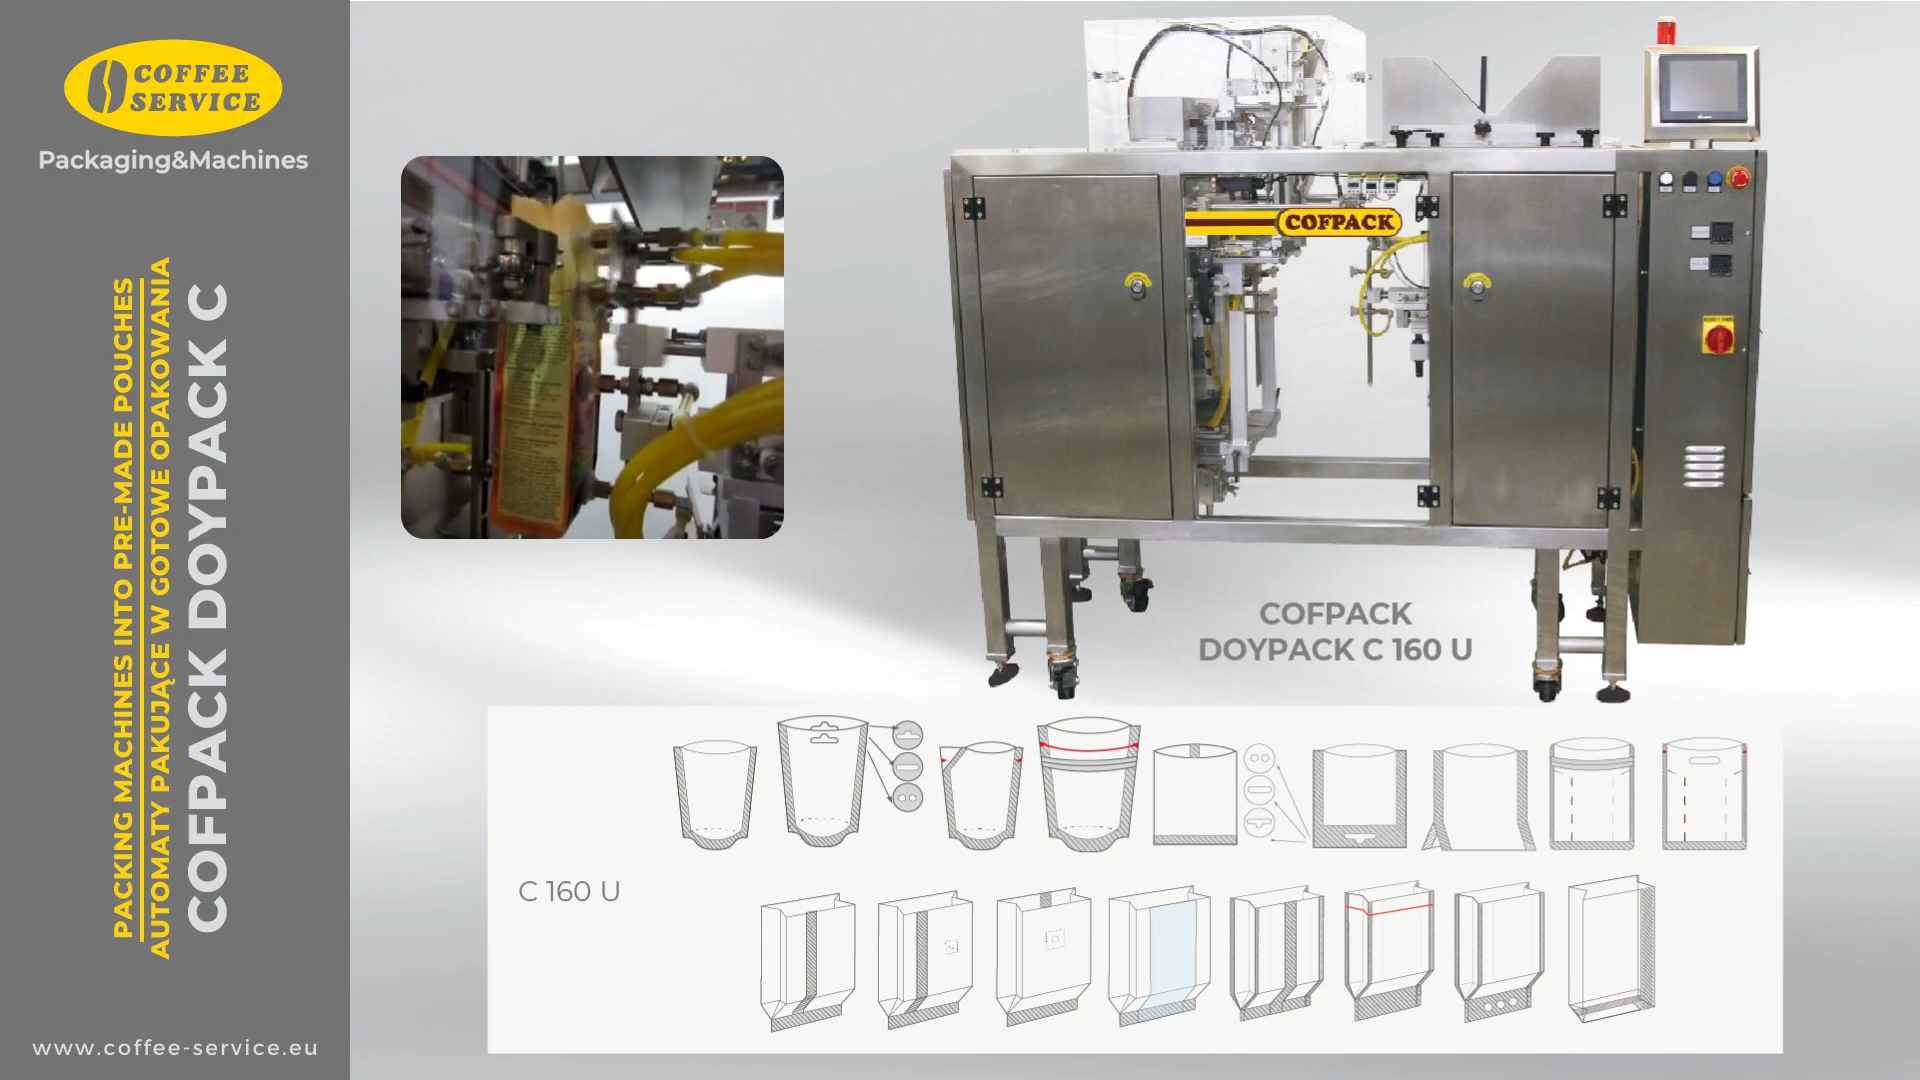 COFFEE
SERVICE
Packaging&Machines
PACKING MACHINES INTO PRE-MADE POUCHES
AUTOMATY PAKUJĄCE W GOTOWE OPAKOWANIA
COFPACK DOYPACK C
www.coffee-service.eu
COFPACK
COFPACK
DOYPACK C 160 U
C 160 U